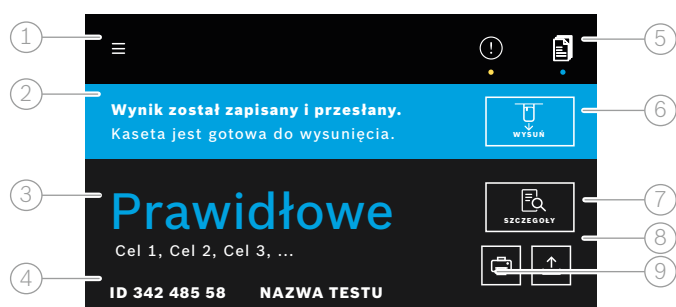 1
5
2
Wynik został zapisany i przesłany.
Kaseta jest gotowa do wysunięcia.
WYSUŃ
6
3
Prawidłowe
SZCZEGOŁY
7
Cel 1, Cel 2, Cel 3, ...
8
4
9
ID 342 485 58 NAZWA TESTU